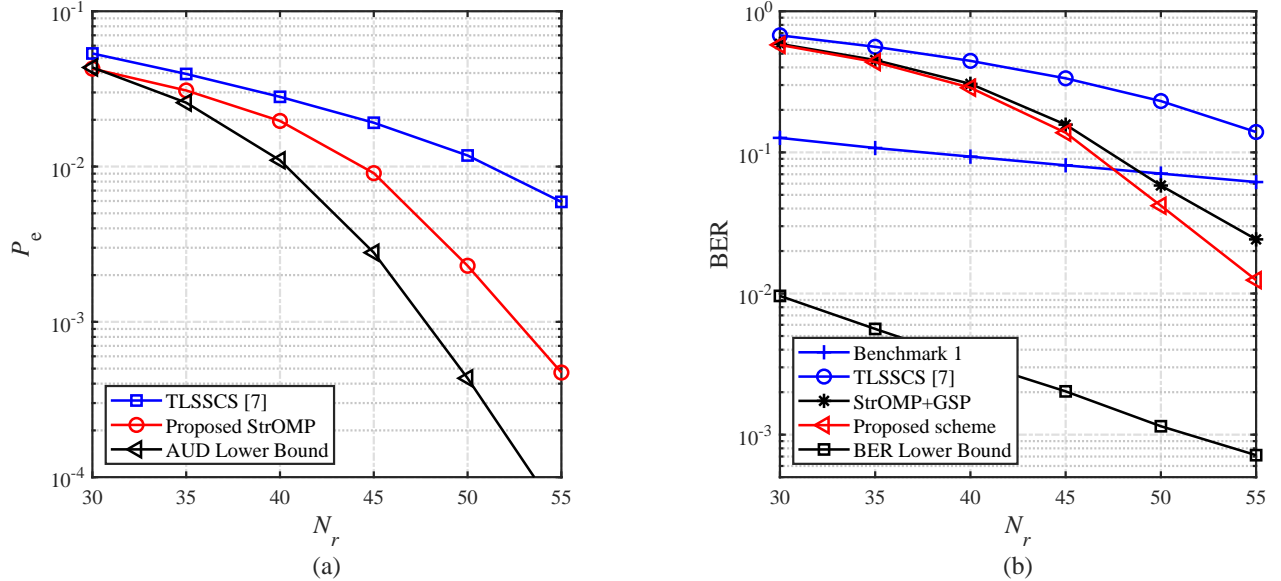 10^-1
10^-2
10^-3
10^-4
P_e
30 35 40 45 50 55
N_r
TLSSCS [7]
Proposed StrOMP
AUD Lower Bound
(a)
10^0
10^-1
10^-2
10^-3
BER
30 35 40 45 50 55
N_r
Benchmark 1
TLSSCS [7]
StrOMP+GSP
Proposed scheme
BER Lower Bound
(b)